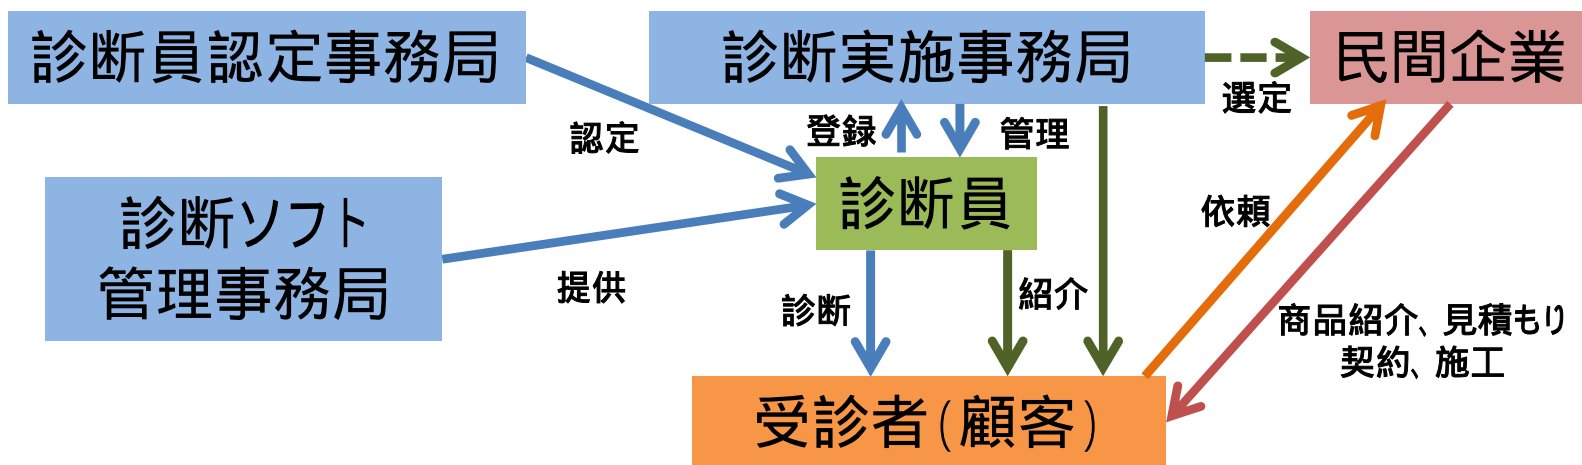 診断員認定事務局
診断実施事務局
民間企業
選定
認定
登録
管理
診断員
依頼
診断ソフト
管理事務局
提供
診断
紹介
商品紹介、見積もり
契約、施工
受診者(顧客)